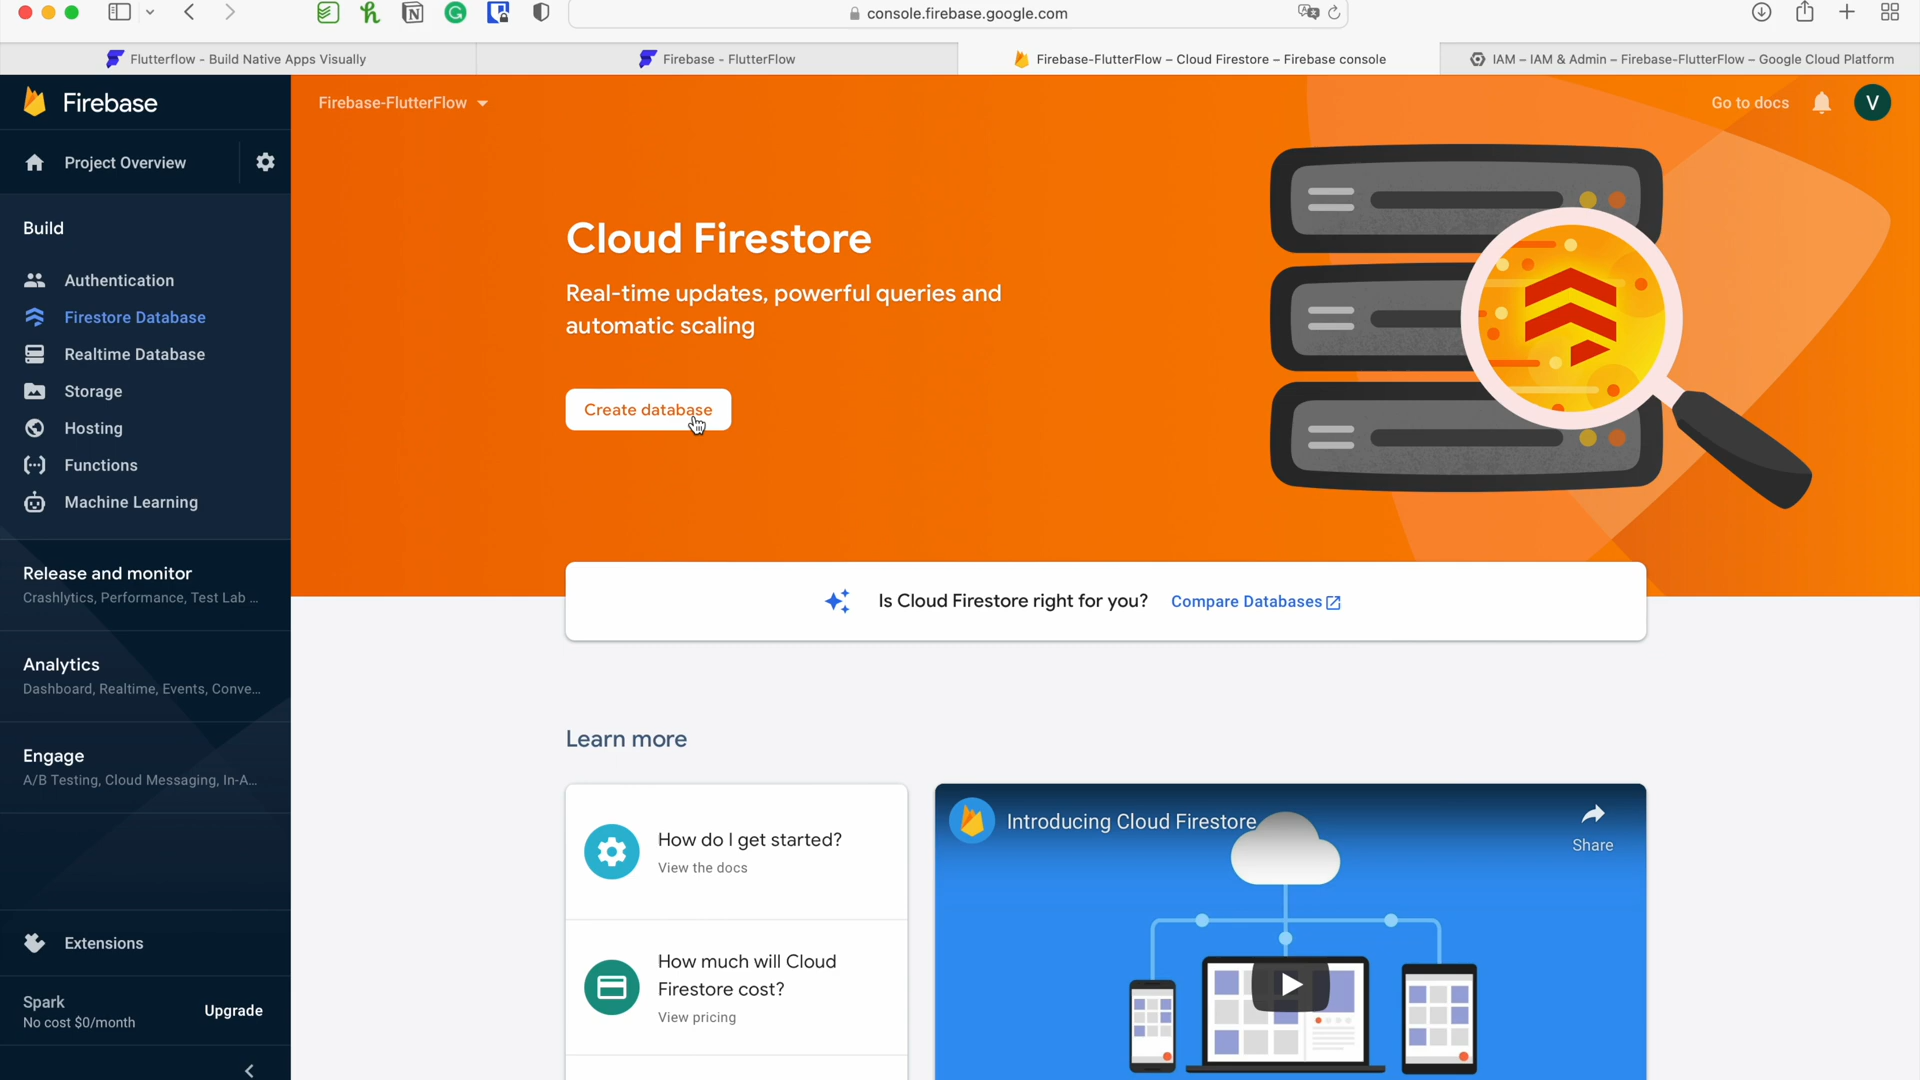 console.firebase.google.com
Flutterflow - Build Native Apps Visually
Firebase - FlutterFlow
Firebase-FlutterFlow – Cloud Firestore – Firebase console
IAM – IAM & Admin – Firebase-FlutterFlow – Google Cloud Platform
Firebase
Firebase-FlutterFlow
Go to docs
V
Project Overview
Build
Authentication
Firestore Database
Realtime Database
Storage
Hosting
Functions
Machine Learning
Release and monitor
Crashlytics, Performance, Test Lab ...
Analytics
Dashboard, Realtime, Events, Conve...
Engage
A/B Testing, Cloud Messaging, In-A...
Extensions
Spark
No cost $0/month
Upgrade
Cloud Firestore
Real-time updates, powerful queries and
automatic scaling
Create database
Is Cloud Firestore right for you?
Compare Databases
Learn more
How do I get started?
View the docs
How much will Cloud
Firestore cost?
View pricing
Introducing Cloud Firestore
Share